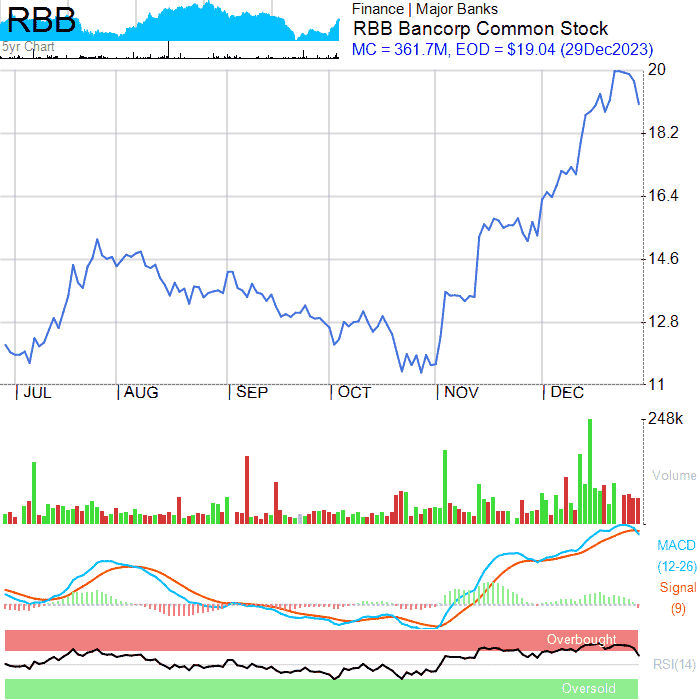 RBB
5yr Chart
Finance | Major Banks
RBB Bancorp Common Stock
MC = 361.7M, EOD = $19.04 (29Dec2023)
20
18.2
16.4
14.6
12.8
11
JUL AUG SEP OCT NOV DEC
248k
Volume
MACD
(12-26)
Signal
(9)
Overbought
RSI(14)
Oversold